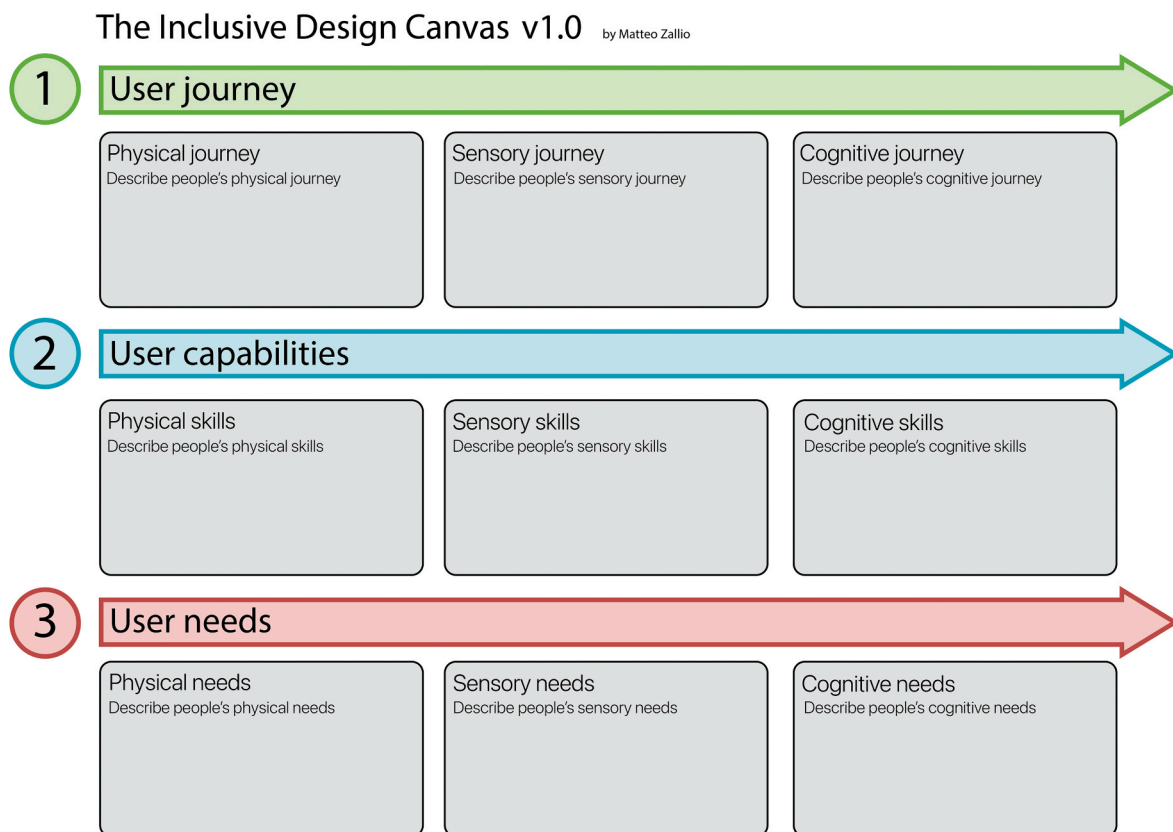 The Inclusive Design Canvas v1.0 by Matteo Zallio
1 User journey
Physical journey
Describe people's physical journey
Sensory journey
Describe people's sensory journey
Cognitive journey
Describe people's cognitive journey
2 User capabilities
Physical skills
Describe people's physical skills
Sensory skills
Describe people's sensory skills
Cognitive skills
Describe people's cognitive skills
3 User needs
Physical needs
Describe people's physical needs
Sensory needs
Describe people's sensory needs
Cognitive needs
Describe people's cognitive needs